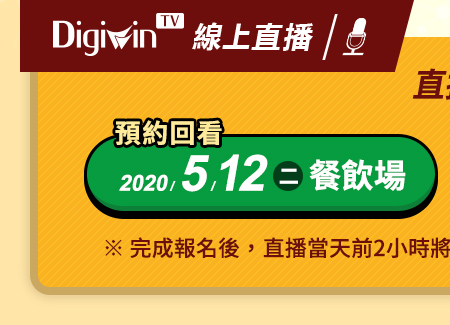 Digiwin TV 線上直播
直
預約回看
2020/5/12 二 餐飲場
※ 完成報名後，直播當天前2小時將